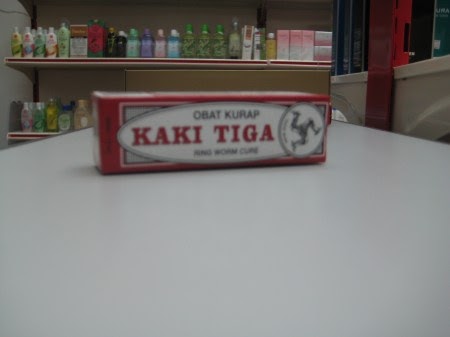 OBAT KURAP
KAKI TIGA
RING WORM CURE